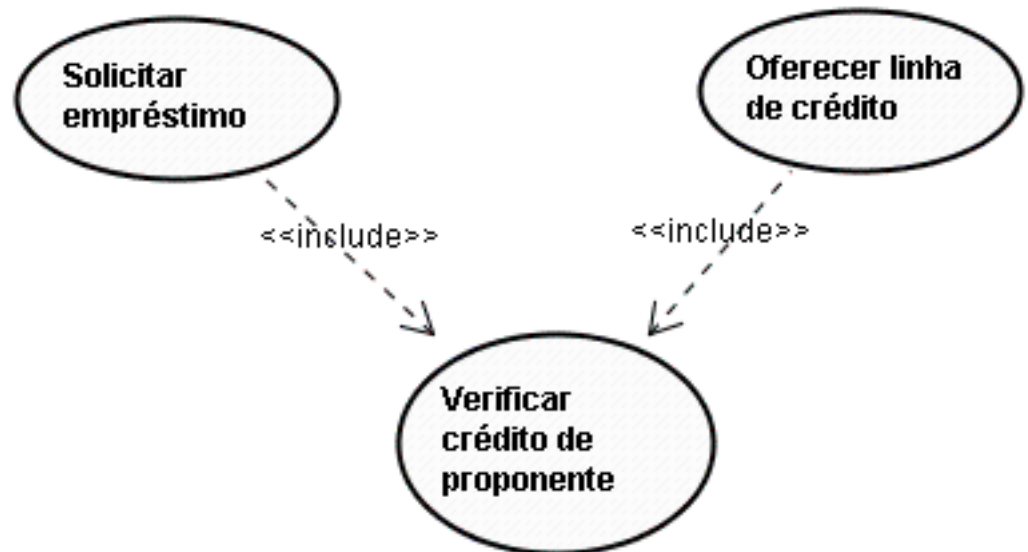 Solicitar
empréstimo
Oferecer linha
de crédito
<<include>>
<<include>>
Verificar
crédito de
proponente